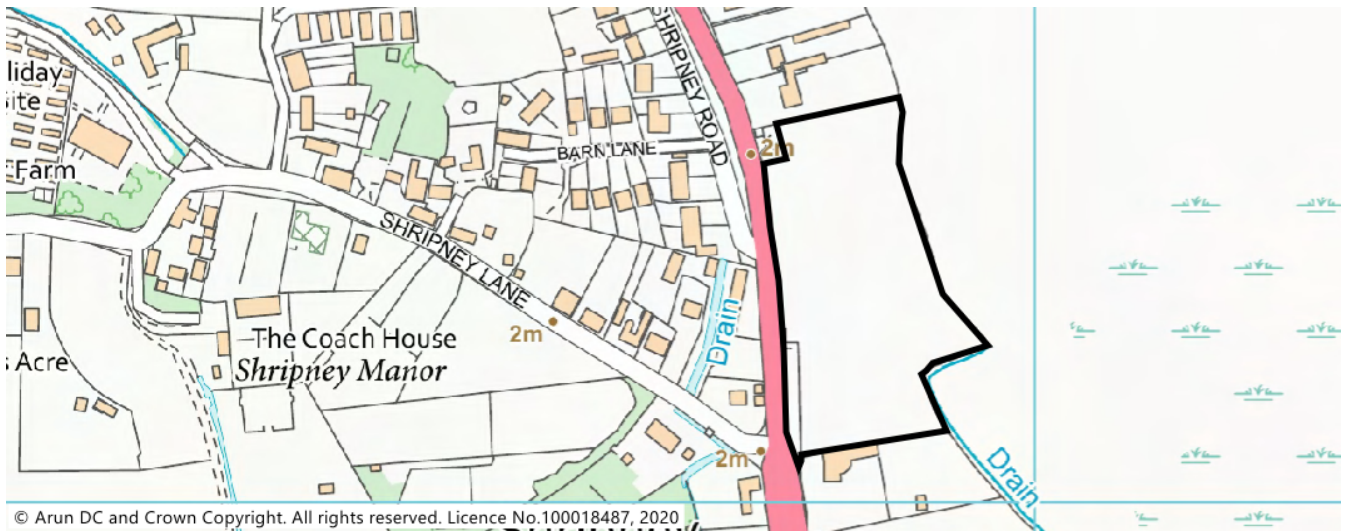 liday
ite
Farm
SHRIPNEY ROAD
BARN LANE
2m
SHRIPNEY LANE
2m
Drain
The Coach House
Shripney Manor
s Acre
2m
Drain
© Arun DC and Crown Copyright. All rights reserved. Licence No.100018487, 2020